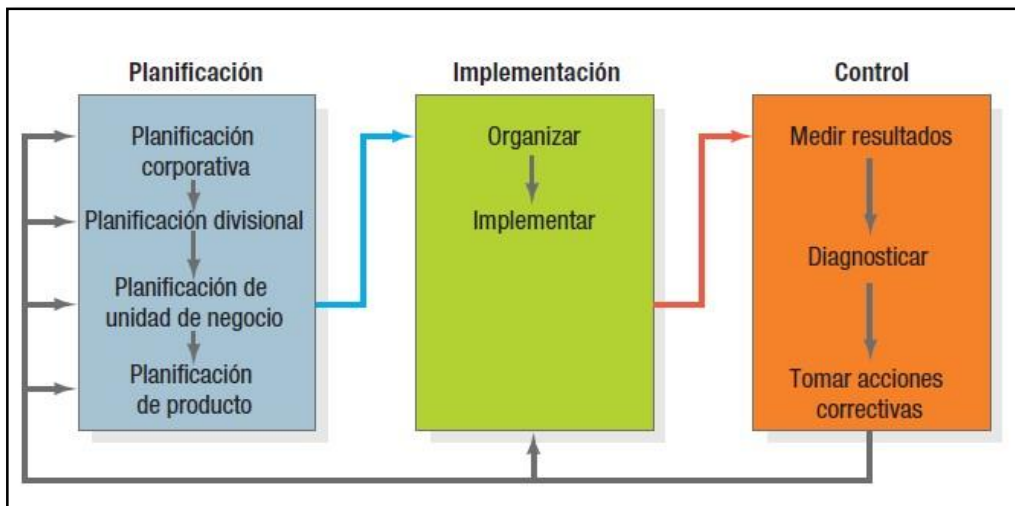 Planificación
Planificación
corporativa
Planificación divisional
Planificación de
unidad de negocio
Planificación
de producto
Implementación
Organizar
Implementar
Control
Medir resultados
Diagnosticar
Tomar acciones
correctivas